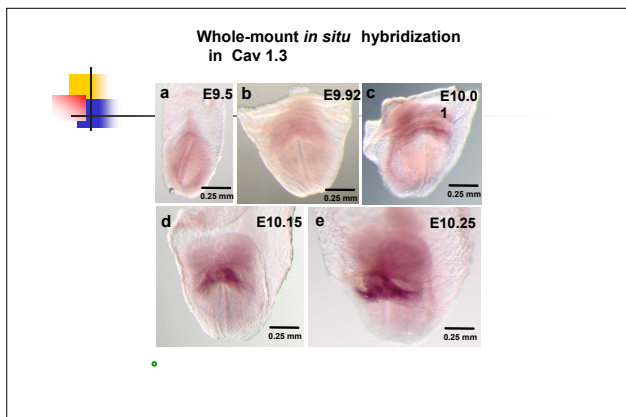 Whole-mount in situ hybridization
in Cav 1.3
a E9.5
b E9.92
c E10.0
1
0.25 mm
0.25 mm
0.25 mm
d E10.15
e E10.25
0.25 mm
0.25 mm